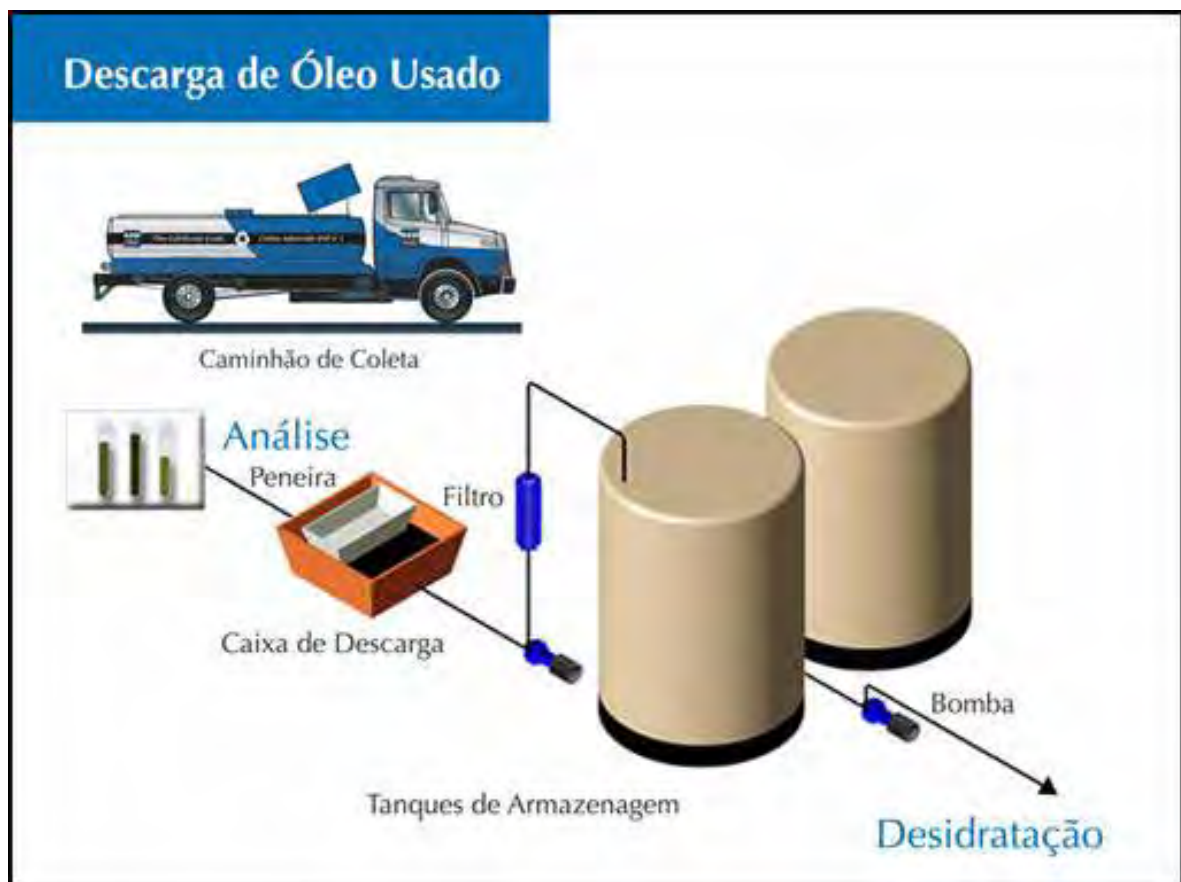 Descarga de Óleo Usado
Caminhão de Coleta
Análise
Peneira
Filtro
Caixa de Descarga
Bomba
Tanques de Armazenagem
Desidratação